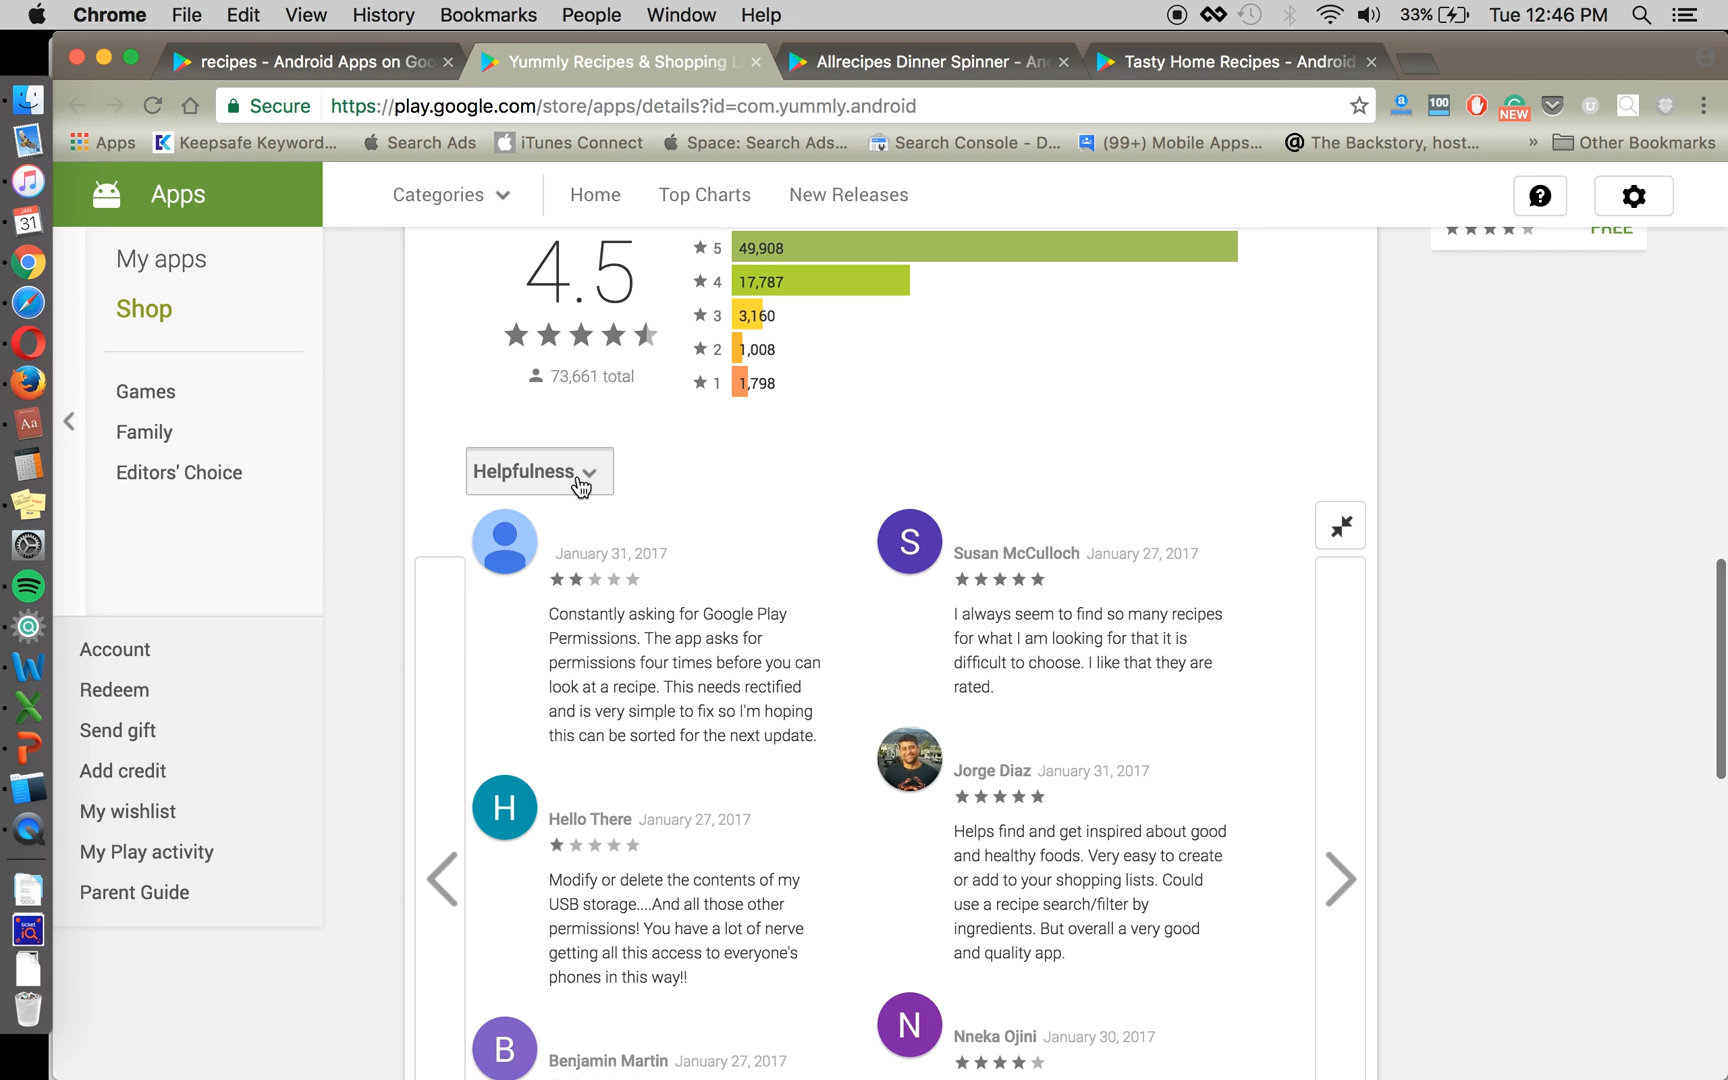 Chrome File Edit View History Bookmarks People Window Help 33% Tue 12:46 PM
recipes - Android Apps on Goo Yummly Recipes & Shopping L Allrecipes Dinner Spinner - An Tasty Home Recipes - Android
Secure https://play.google.com/store/apps/details?id=com.yummly.android 100 NEW
Apps Keepsafe Keyword... Search Ads iTunes Connect Space: Search Ads... Search Console - D... (99+) Mobile Apps... The Backstory, host... » Other Bookmarks
Apps Categories Home Top Charts New Releases
My apps
Shop
Games
Family
Editors' Choice
Account
Redeem
Send gift
Add credit
My wishlist
My Play activity
Parent Guide
JAN
31
FREE
4.5
73,661 total
5 49,908
4 17,787
3 3,160
2 1,008
1 1,798
Helpfulness
January 31, 2017
Constantly asking for Google Play
Permissions. The app asks for
permissions four times before you can
look at a recipe. This needs rectified
and is very simple to fix so I'm hoping
this can be sorted for the next update.
H
Hello There January 27, 2017
Modify or delete the contents of my
USB storage....And all those other
permissions! You have a lot of nerve
getting all this access to everyone's
phones in this way!!
B
Benjamin Martin January 27, 2017
S
Susan McCulloch January 27, 2017
I always seem to find so many recipes
for what I am looking for that it is
difficult to choose. I like that they are
rated.
Jorge Diaz January 31, 2017
Helps find and get inspired about good
and healthy foods. Very easy to create
or add to your shopping lists. Could
use a recipe search/filter by
ingredients. But overall a very good
and quality app.
N
Nneka Ojini January 30, 2017